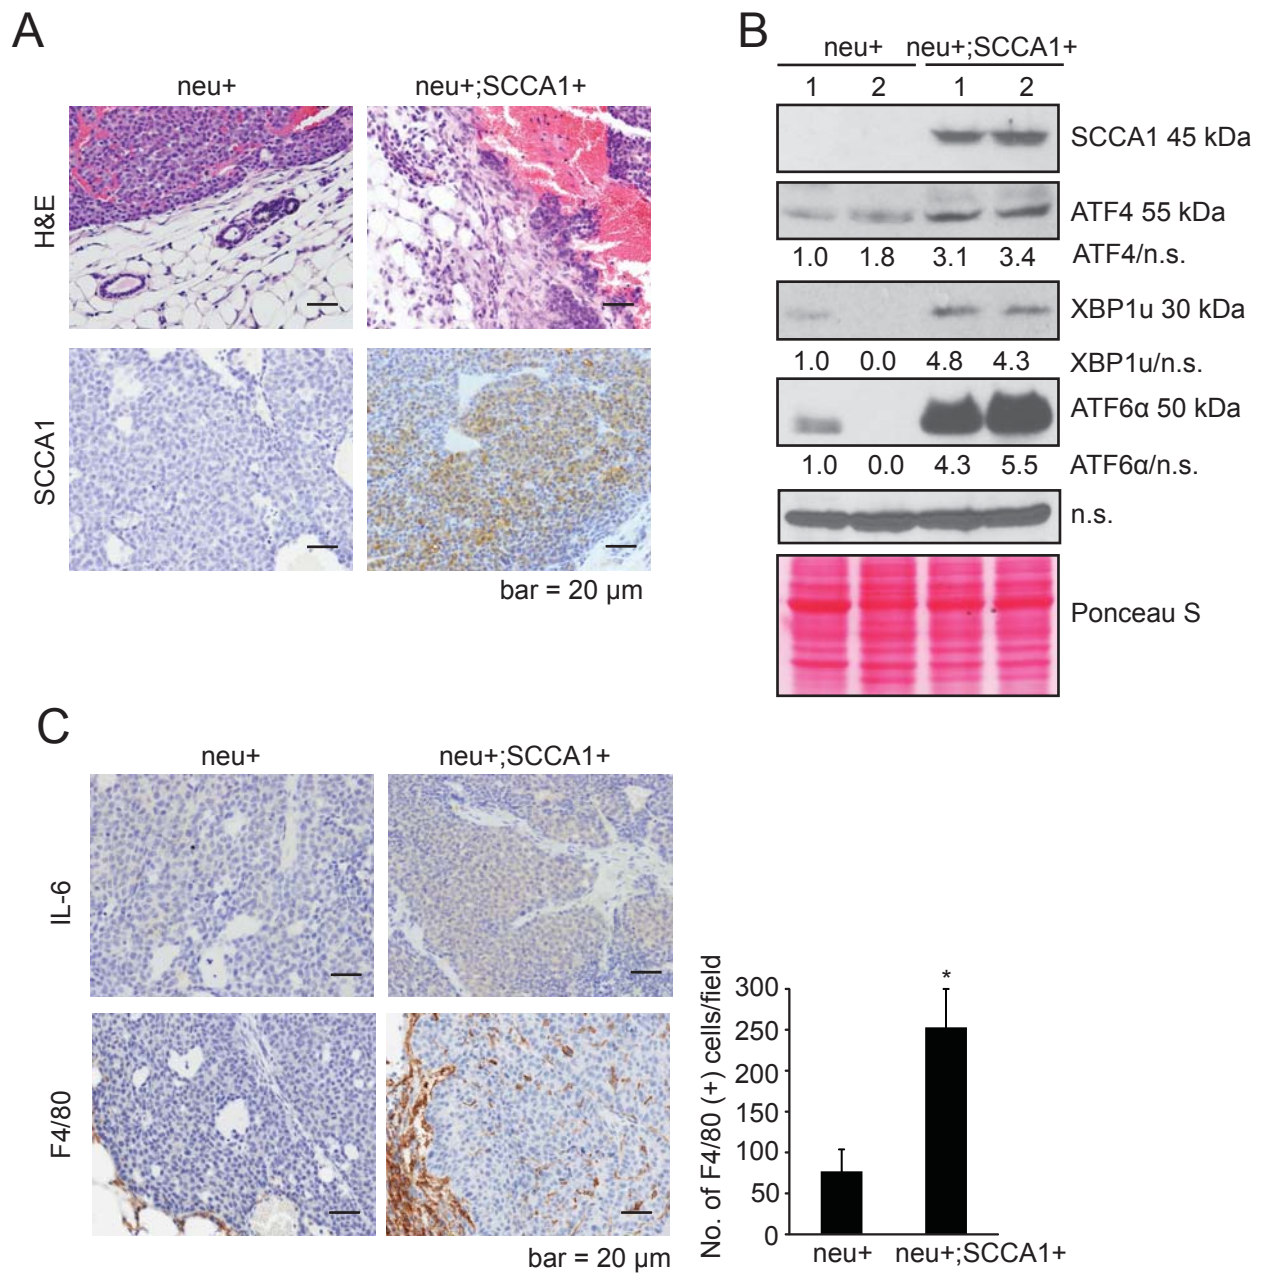 A
neu+ neu+;SCCA1+
H&E
SCCA1
bar = 20 µm
B
neu+ neu+;SCCA1+
1 2 1 2
SCCA1 45 kDa
ATF4 55 kDa
1.0 1.8 3.1 3.4 ATF4/n.s.
XBP1u 30 kDa
1.0 0.0 4.8 4.3 XBP1u/n.s.
ATF6α 50 kDa
1.0 0.0 4.3 5.5 ATF6α/n.s.
n.s.
Ponceau S
C
neu+ neu+;SCCA1+
IL-6
F4/80
bar = 20 µm
No. of F4/80 (+) cells/field
300
250
200
150
100
50
0
*
neu+ neu+;SCCA1+